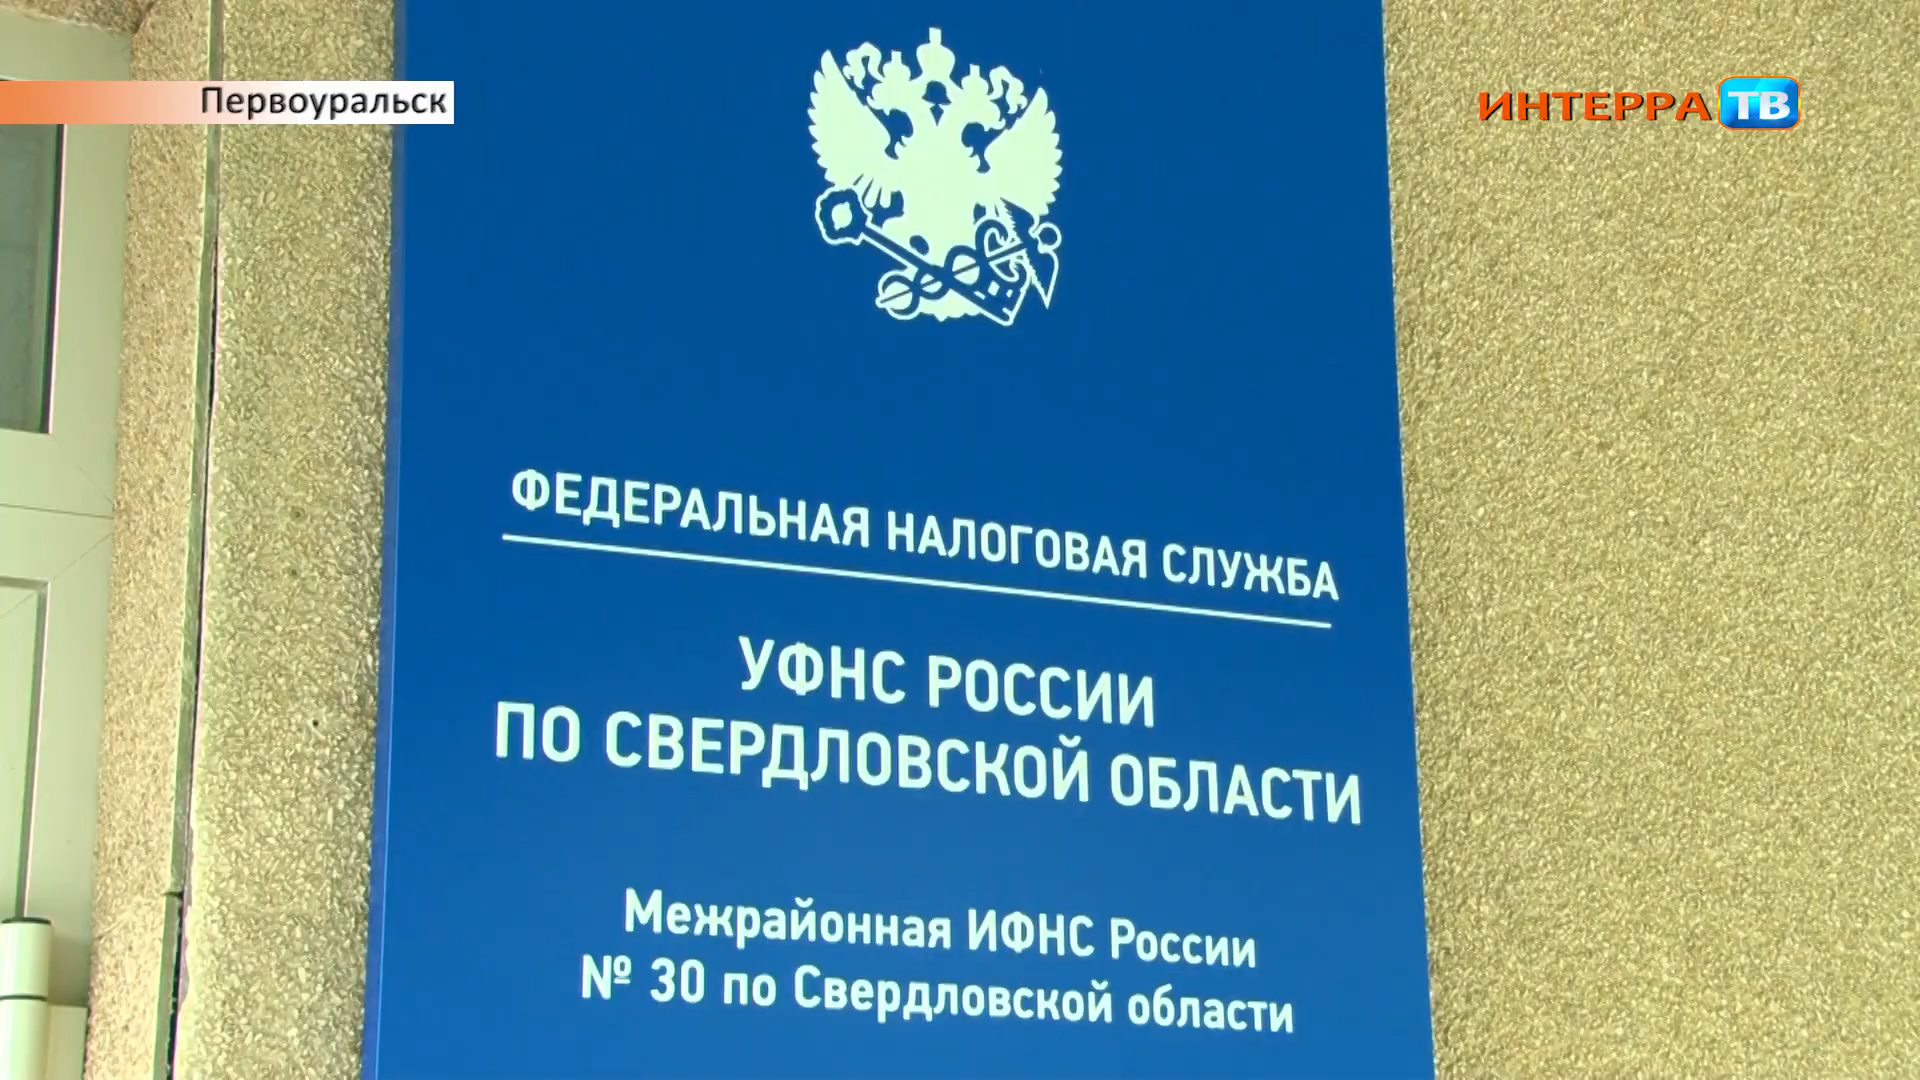 Первоуральск
ИНТЕРРА ТВ
ФЕДЕРАЛЬНАЯ НАЛОГОВАЯ СЛУЖБА
УФНС РОССИИ
ПО СВЕРДЛОВСКОЙ ОБЛАСТИ
Межрайонная ИФНС России
№ 30 по Свердловской области